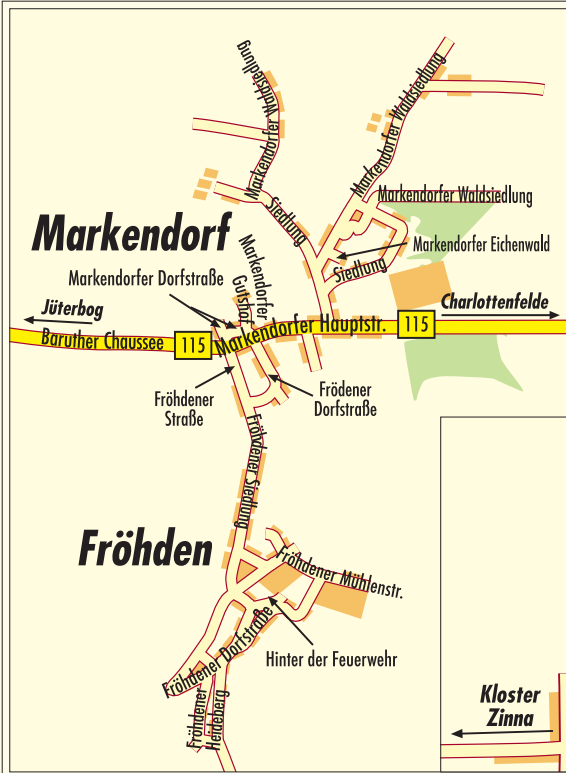 Markendorfer Waldsiedlung
Markendorfer Waldsiedlung
Markendorfer Waldsiedlung
Siedlung
Markendorf
Markendorfer Eichenwald
Markendorfer
Gutshof
Siedlung
Markendorfer Dorfstraße
Jüterbog
Charlottenfelde
Baruther Chaussee
115
Markendorfer Hauptstr.
115
Fröhdener
Straße
Frödener
Dorfstraße
Fröhdener Siedlung
Fröhden
Fröhdener Mühlenstr.
Fröhdener Dorfstraße
Hinter der Feuerwehr
Fröhdener
Heideberg
Kloster
Zinna